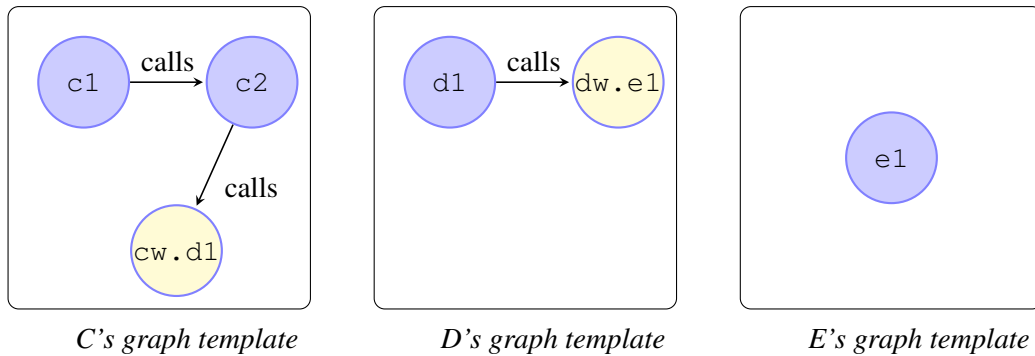 calls
c1
c2
calls
cw.d1
C's graph template
calls
d1
dw.e1
D's graph template
e1
E's graph template